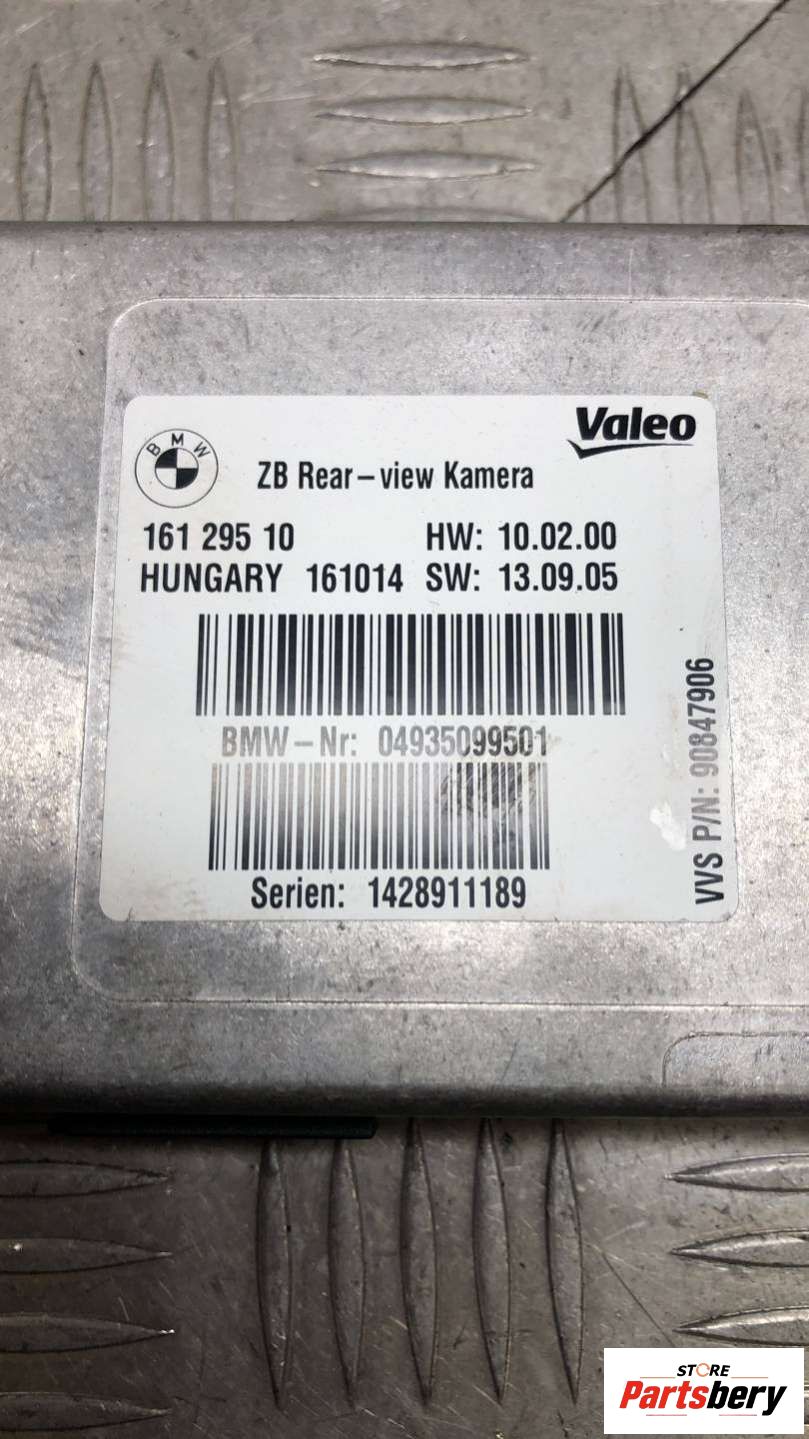 BMW
Valeo
ZB Rear-view Kamera
161 295 10 HW: 10.02.00
HUNGARY 161014 SW: 13.09.05
BMW-Nr: 04935099501
Serien: 1428911189
VVS P/N: 90847906
STORE
Partsbery